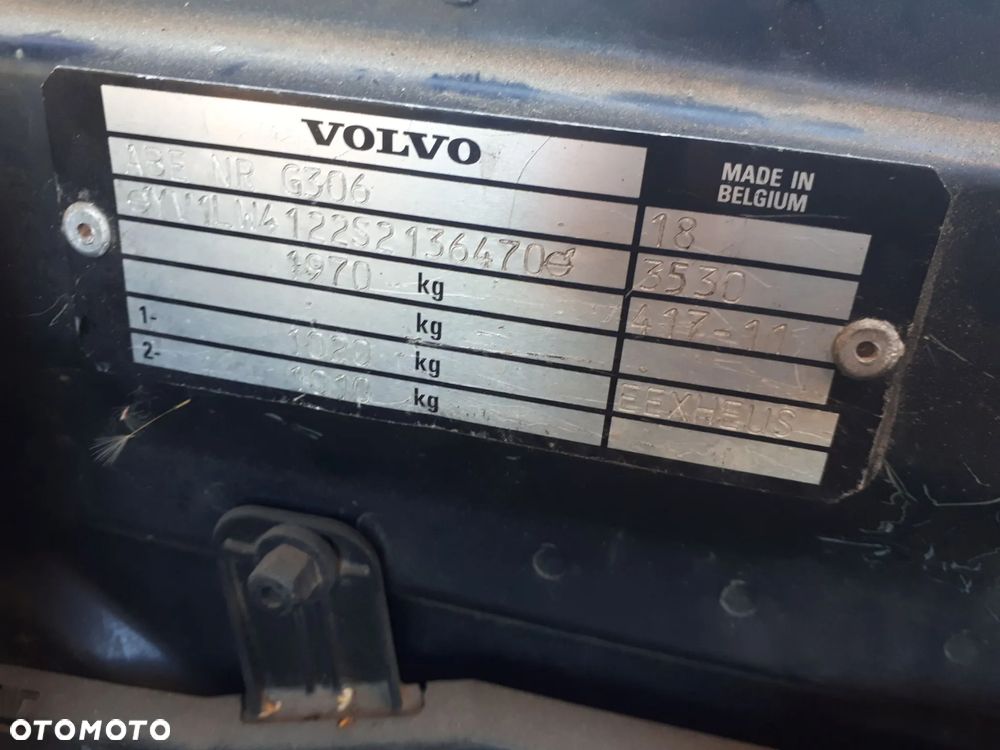 VOLVO
MADE IN
BELGIUM
ABE NR G306
18
YV1LW4122S2136470
3530
1970 kg
417-11
kg
1- 1020 kg
EEXHEUS
2- 1010 kg
OTOMOTO